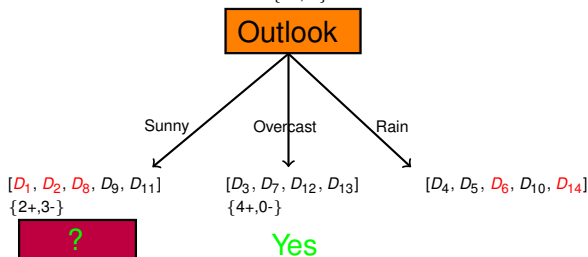 Outlook
Sunny Overcast Rain
[D1, D2, D8, D9, D11] [D3, D7, D12, D13] [D4, D5, D6, D10, D14]
{2+,3-} {4+,0-}
? Yes